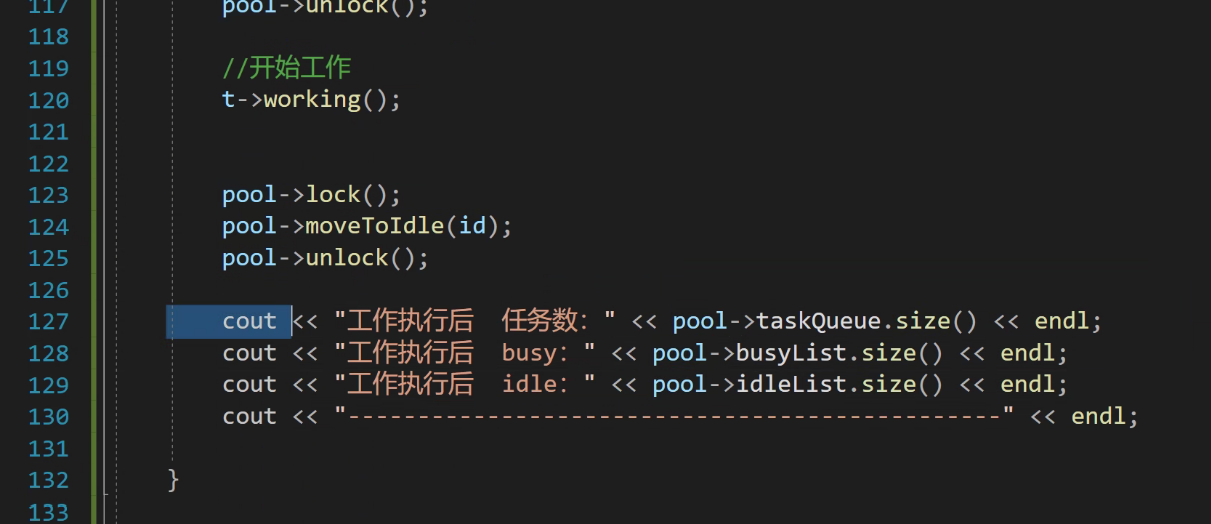 117 pool->unlock();
118
119 //开始工作
120 t->working();
121
122
123 pool->lock();
124 pool->moveToIdle(id);
125 pool->unlock();
126
127 cout << "工作执行后  任务数：" << pool->taskQueue.size() << endl;
128 cout << "工作执行后  busy：" << pool->busyList.size() << endl;
129 cout << "工作执行后  idle：" << pool->idleList.size() << endl;
130 cout << "-----------------------------------------------" << endl;
131
132 }
133